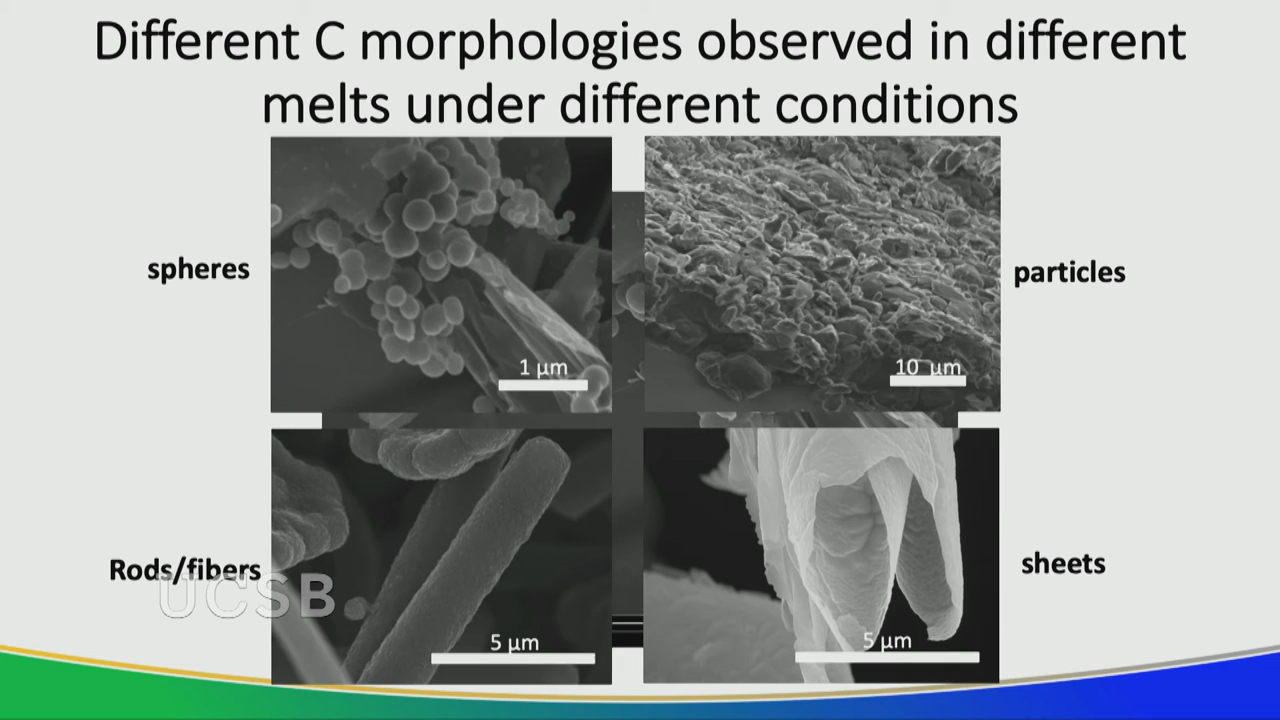 Different C morphologies observed in different
melts under different conditions
spheres
1 µm
10 µm
particles
Rods/fibers
UCSB
5 µm
5 µm
sheets